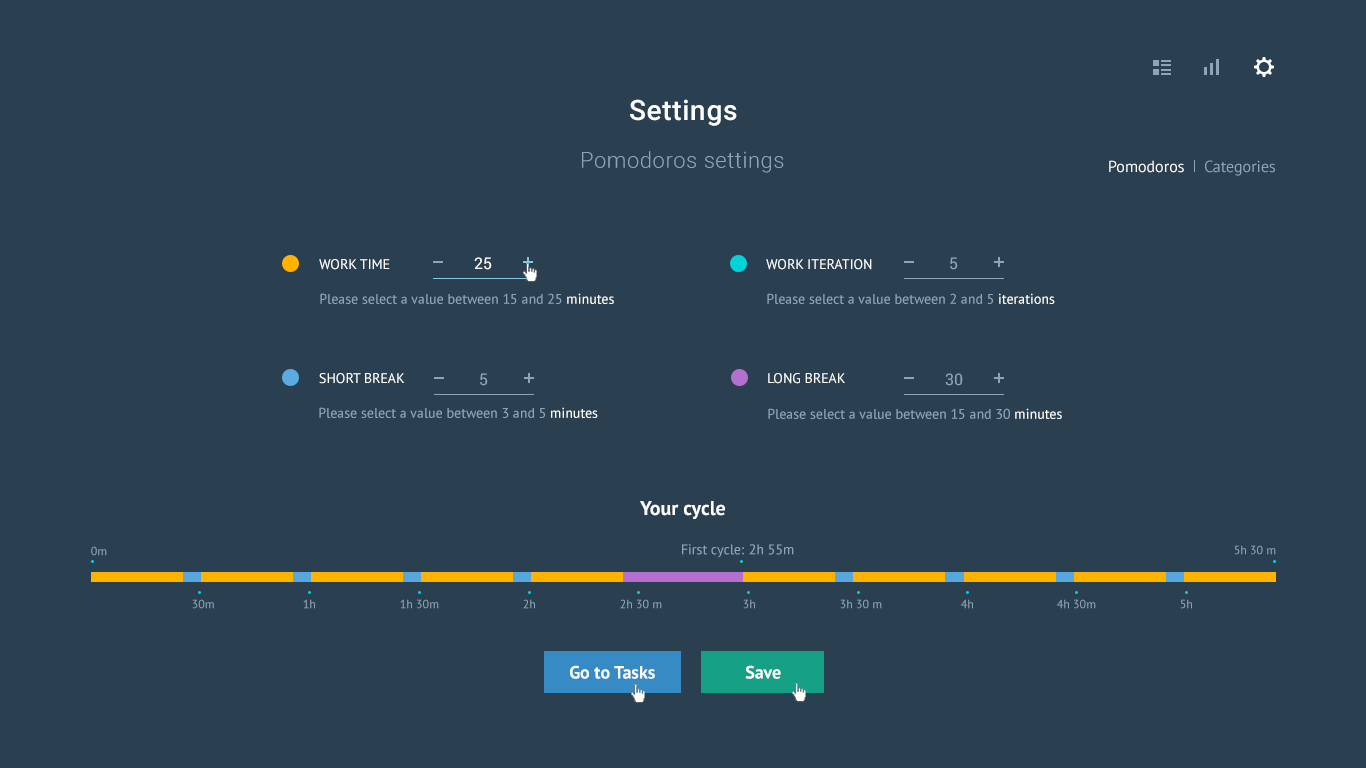 Settings
Pomodoros settings
Pomodoros | Categories
WORK TIME − 25 +
Please select a value between 15 and 25 minutes
WORK ITERATION − 5 +
Please select a value between 2 and 5 iterations
SHORT BREAK − 5 +
Please select a value between 3 and 5 minutes
LONG BREAK − 30 +
Please select a value between 15 and 30 minutes
Your cycle
0m First cycle: 2h 55m 5h 30 m
30m 1h 1h 30m 2h 2h 30 m 3h 3h 30 m 4h 4h 30m 5h
Go to Tasks Save